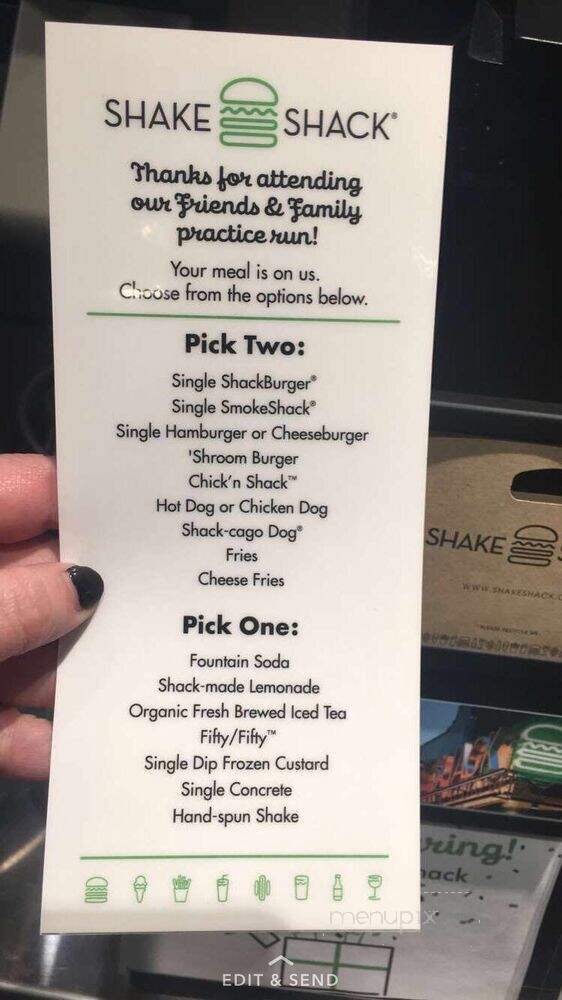 SHAKE SHACK®
Thanks for attending
our Friends & Family
practice run!
Your meal is on us.
Choose from the options below.
Pick Two:
Single ShackBurger®
Single SmokeShack®
Single Hamburger or Cheeseburger
'Shroom Burger
Chick'n Shack™
Hot Dog or Chicken Dog
Shack-cago Dog®
Fries
Cheese Fries
Pick One:
Fountain Soda
Shack-made Lemonade
Organic Fresh Brewed Iced Tea
Fifty/Fifty™
Single Dip Frozen Custard
Single Concrete
Hand-spun Shake
SHAKE
WWW.SHAKESHACK.C
menupix
EDIT & SEND